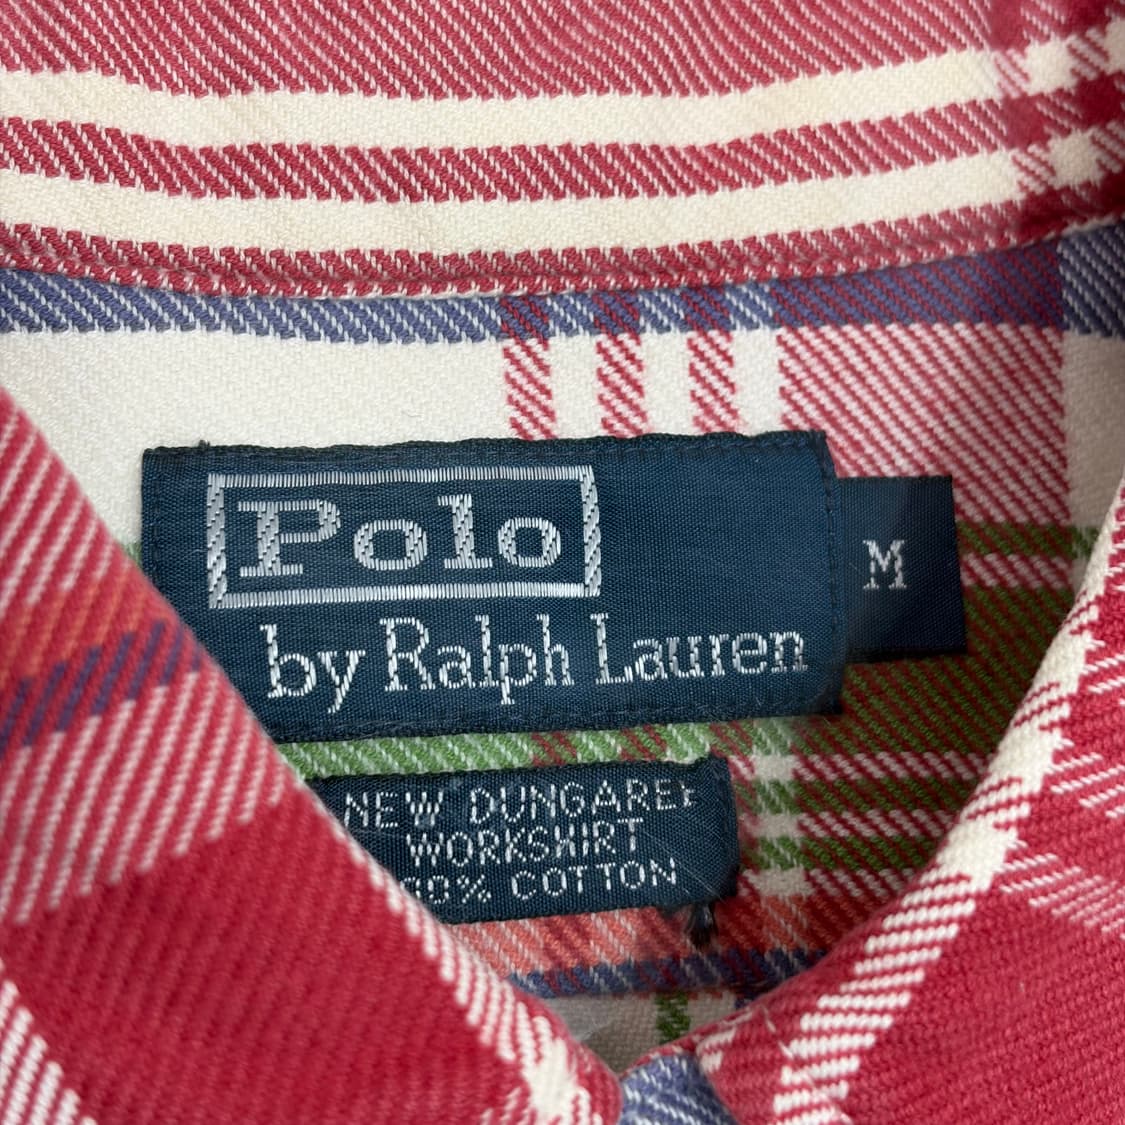 Polo
by Ralph Lauren
M
NEW DUNGAREE
WORKSHIRT
COTTON